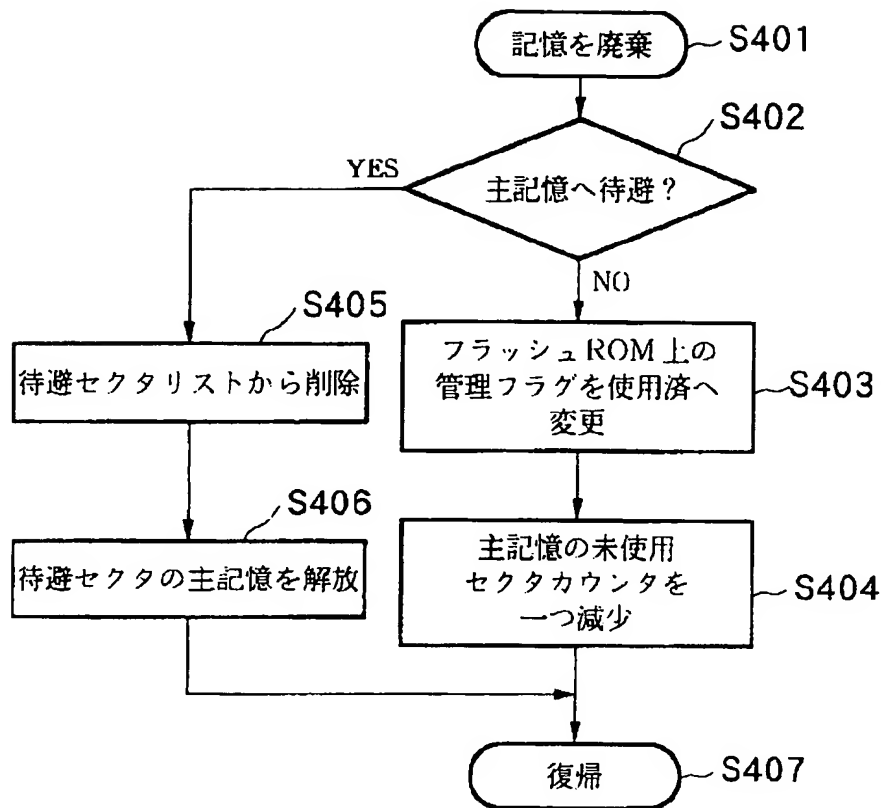 記憶を廃棄 S401
S402
YES
主記憶へ待避？
NO
S405
待避セクタリストから削除
フラッシュROM上の
管理フラグを使用済へ
変更
S403
S406
待避セクタの主記憶を解放
主記憶の未使用
セクタカウンタを
一つ減少
S404
復帰 S407